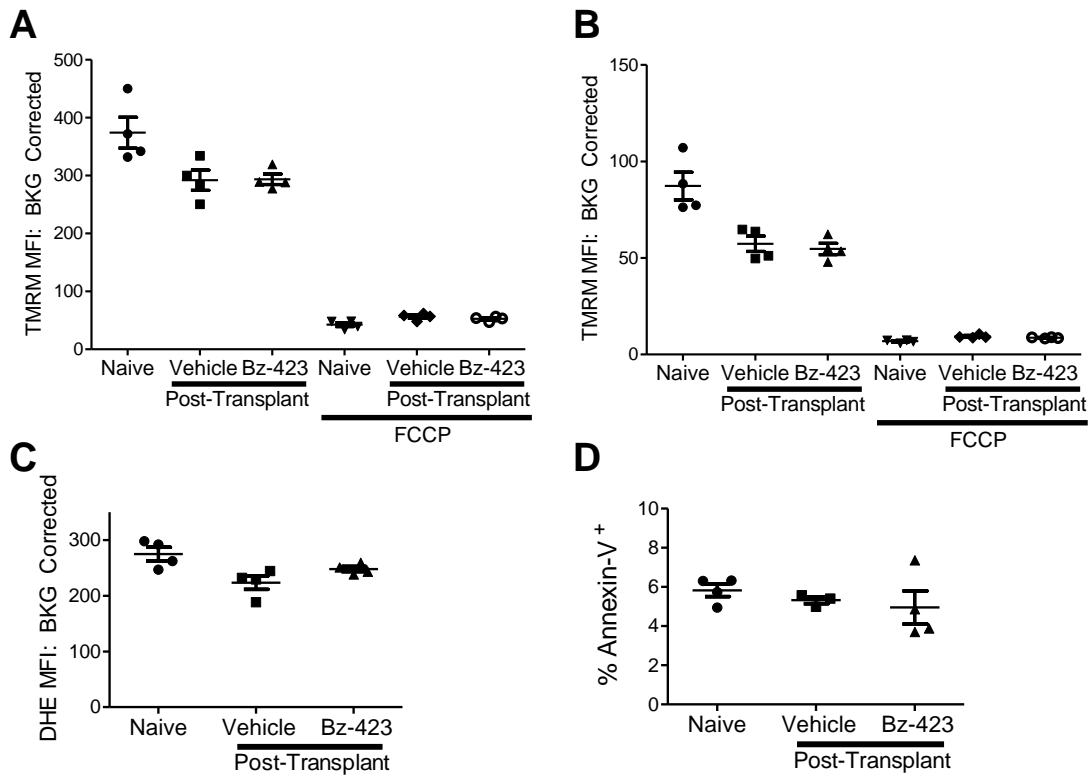 A
TMRM MFI: BKG Corrected
500
400
300
200
100
0
Naive Vehicle Bz-423 Naive Vehicle Bz-423
Post-Transplant Post-Transplant
FCCP
B
TMRM MFI: BKG Corrected
150
100
50
0
Naive Vehicle Bz-423 Naive Vehicle Bz-423
Post-Transplant Post-Transplant
FCCP
C
DHE MFI: BKG Corrected
300
200
100
0
Naive Vehicle Bz-423
Post-Transplant
D
% Annexin-V+
10
8
6
4
2
0
Naive Vehicle Bz-423
Post-Transplant